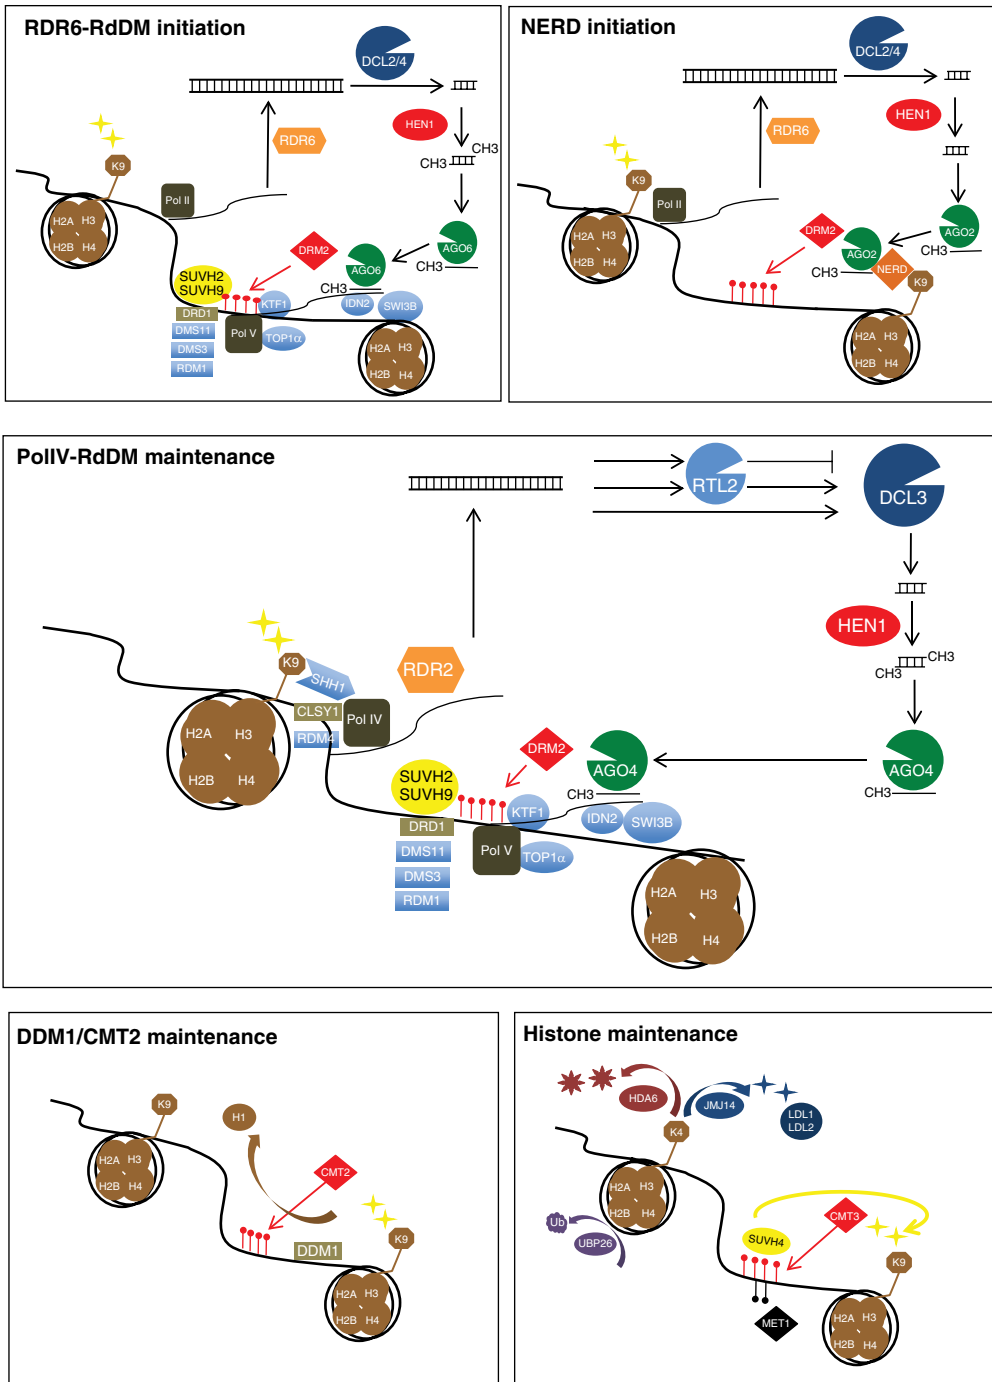 RDR6-RdDM initiation
DCL2/4
HEN1
RDR6
CH3
CH3
K9
Pol II
H2A H3
H2B H4
AGO6
CH3
DRM2
AGO6
CH3
SUVH2
SUVH9
KTF1
IDN2
SWI3B
DRD1
Pol V
TOP1α
DMS11
DMS3
RDM1
H2A H3
H2B H4
NERD initiation
DCL2/4
HEN1
RDR6
K9
Pol II
H2A H3
H2B H4
AGO2
CH3
DRM2
AGO2
CH3
NERD
K9
H2A H3
H2B H4
PolIV-RdDM maintenance
RTL2
DCL3
HEN1
CH3
CH3
K9
SHH1
RDR2
CLSY1
Pol IV
RDM4
H2A H3
H2B H4
DRM2
AGO4
AGO4
CH3
CH3
SUVH2
SUVH9
KTF1
IDN2
SWI3B
DRD1
Pol V
TOP1α
DMS11
DMS3
RDM1
H2A H3
H2B H4
DDM1/CMT2 maintenance
K9
H1
H2A H3
H2B H4
CMT2
DDM1
K9
H2A H3
H2B H4
Histone maintenance
HDA6
JMJ14
LDL1
LDL2
K4
H2A H3
H2B H4
Ub
UBP26
CMT3
SUVH4
K9
MET1
H2A H3
H2B H4